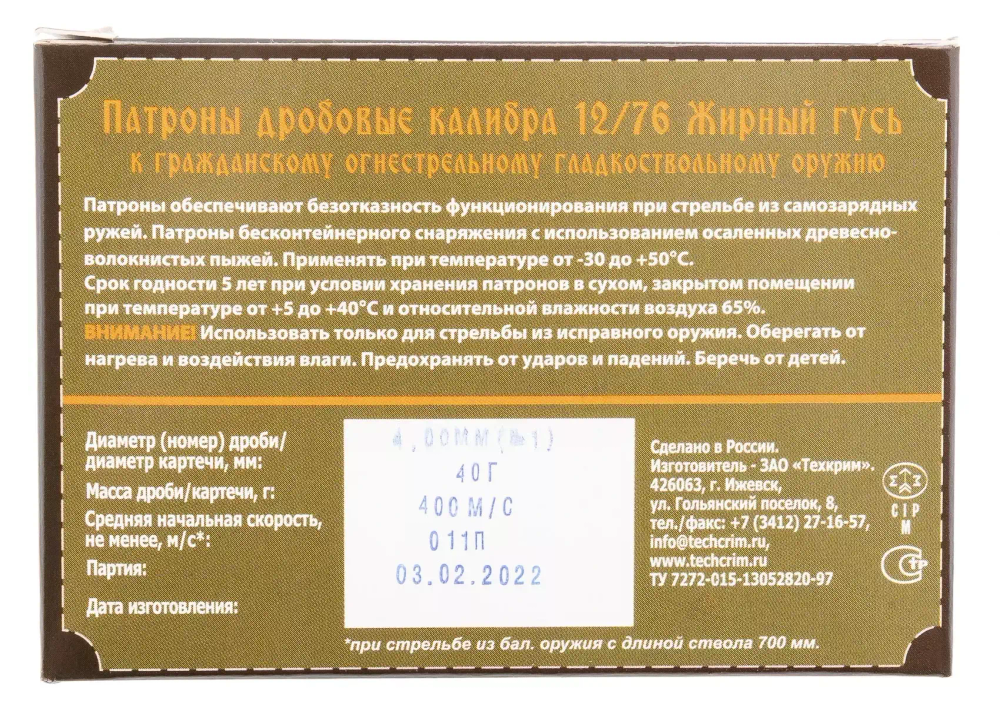 Патроны дробовые калибра 12/76 Жирный гусь
к гражданскому огнестрельному гладкоствольному оружию
Патроны обеспечивают безотказность функционирования при стрельбе из самозарядных
ружей. Патроны бесконтейнерного снаряжения с использованием осаленных древесно-
волокнистых пыжей. Применять при температуре от -30 до +50°С.
Срок годности 5 лет при условии хранения патронов в сухом, закрытом помещении
при температуре от +5 до +40°С и относительной влажности воздуха 65%.
ВНИМАНИЕ! Использовать только для стрельбы из исправного оружия. Оберегать от
нагрева и воздействия влаги. Предохранять от ударов и падений. Беречь от детей.
Диаметр (номер) дроби/
диаметр картечи, мм:
Масса дроби/картечи, г:
Средняя начальная скорость,
не менее, м/с*:
Партия:
Дата изготовления:
4,00ММ(№1)
40Г
400 М/С
011П
03.02.2022
Сделано в России.
Изготовитель - ЗАО «Техкрим».
426063, г. Ижевск,
ул. Гольянский поселок, 8,
тел./факс: +7 (3412) 27-16-57,
info@techcrim.ru,
www.techcrim.ru
ТУ 7272-015-13052820-97
CIP
M
*при стрельбе из бал. оружия с длиной ствола 700 мм.